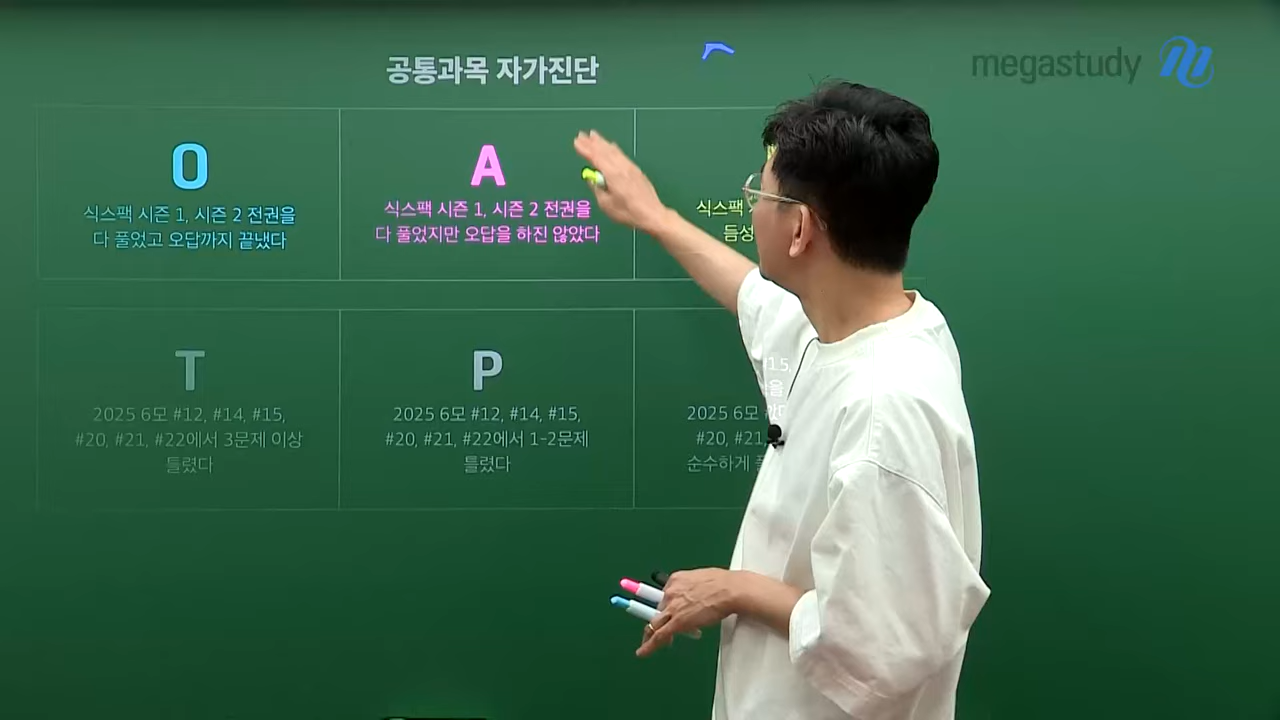 공통과목 자가진단
megastudy
O
식스팩 시즌 1, 시즌 2 전권을
다 풀었고 오답까지 끝냈다
A
식스팩 시즌 1, 시즌 2 전권을
다 풀었지만 오답을 하진 않았다
식스팩
듬성
T
2025 6모 #12, #14, #15,
#20, #21, #22에서 3문제 이상
틀렸다
P
2025 6모 #12, #14, #15,
#20, #21, #22에서 1-2문제
틀렸다
2025 6모
#20, #21
순수하게